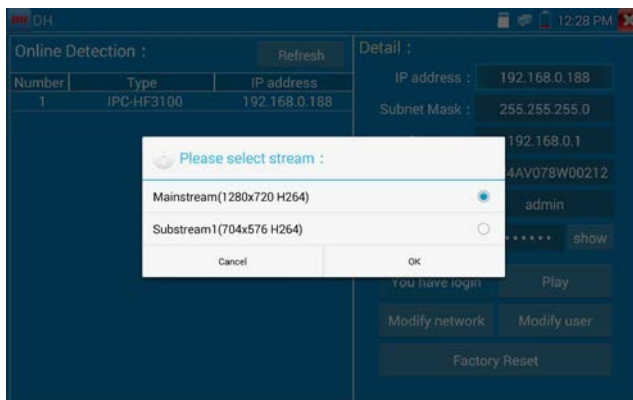 DH DH
12:28 PM
Online Detection :
Refresh
Number Type IP address
1 IPC-HF3100 192.168.0.188
Detail :
IP address : 192.168.0.188
Subnet Mask : 255.255.255.0
192.168.0.1
4AV078W00212
admin
•••••• show
You have login Play
Modify network Modify user
Factory Reset
Please select stream :
Mainstream(1280x720 H264)
Substream1(704x576 H264)
Cancel OK